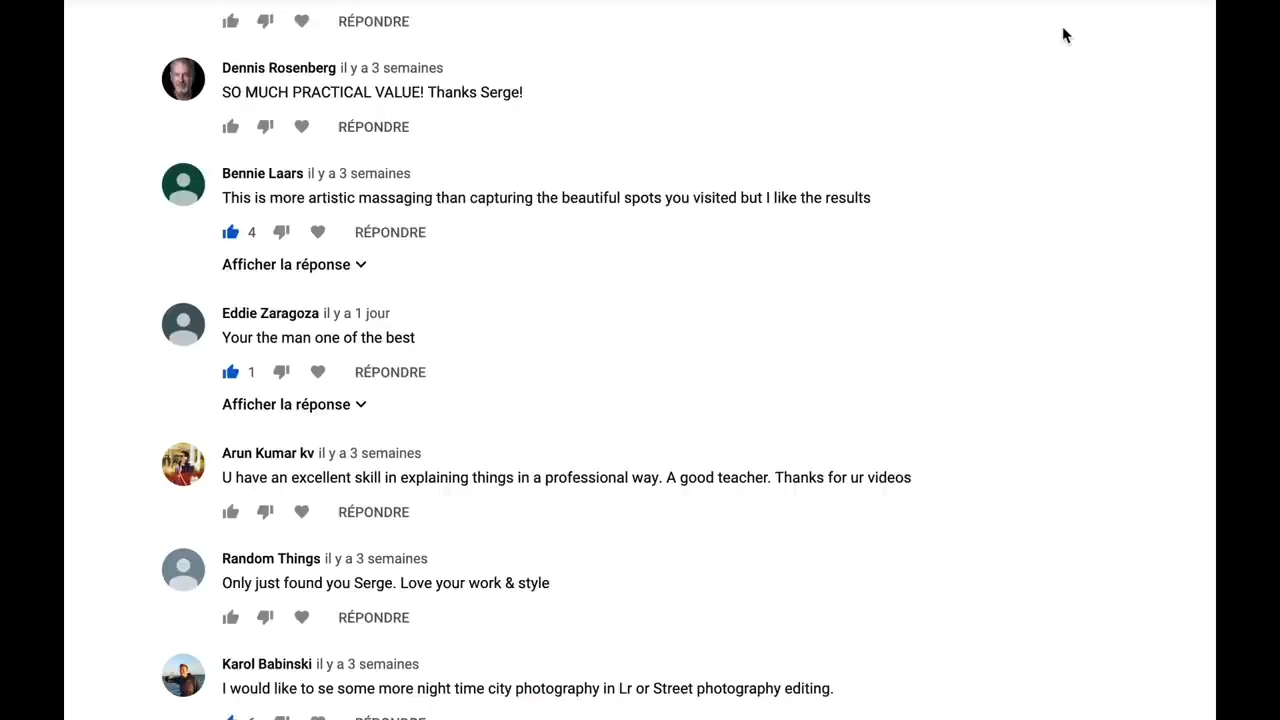 RÉPONDRE
Dennis Rosenberg il y a 3 semaines
SO MUCH PRACTICAL VALUE! Thanks Serge!
RÉPONDRE
Bennie Laars il y a 3 semaines
This is more artistic massaging than capturing the beautiful spots you visited but I like the results
4 RÉPONDRE
Afficher la réponse
Eddie Zaragoza il y a 1 jour
Your the man one of the best
1 RÉPONDRE
Afficher la réponse
Arun Kumar kv il y a 3 semaines
U have an excellent skill in explaining things in a professional way. A good teacher. Thanks for ur videos
RÉPONDRE
Random Things il y a 3 semaines
Only just found you Serge. Love your work & style
RÉPONDRE
Karol Babinski il y a 3 semaines
I would like to se some more night time city photography in Lr or Street photography editing.
RÉPONDRE